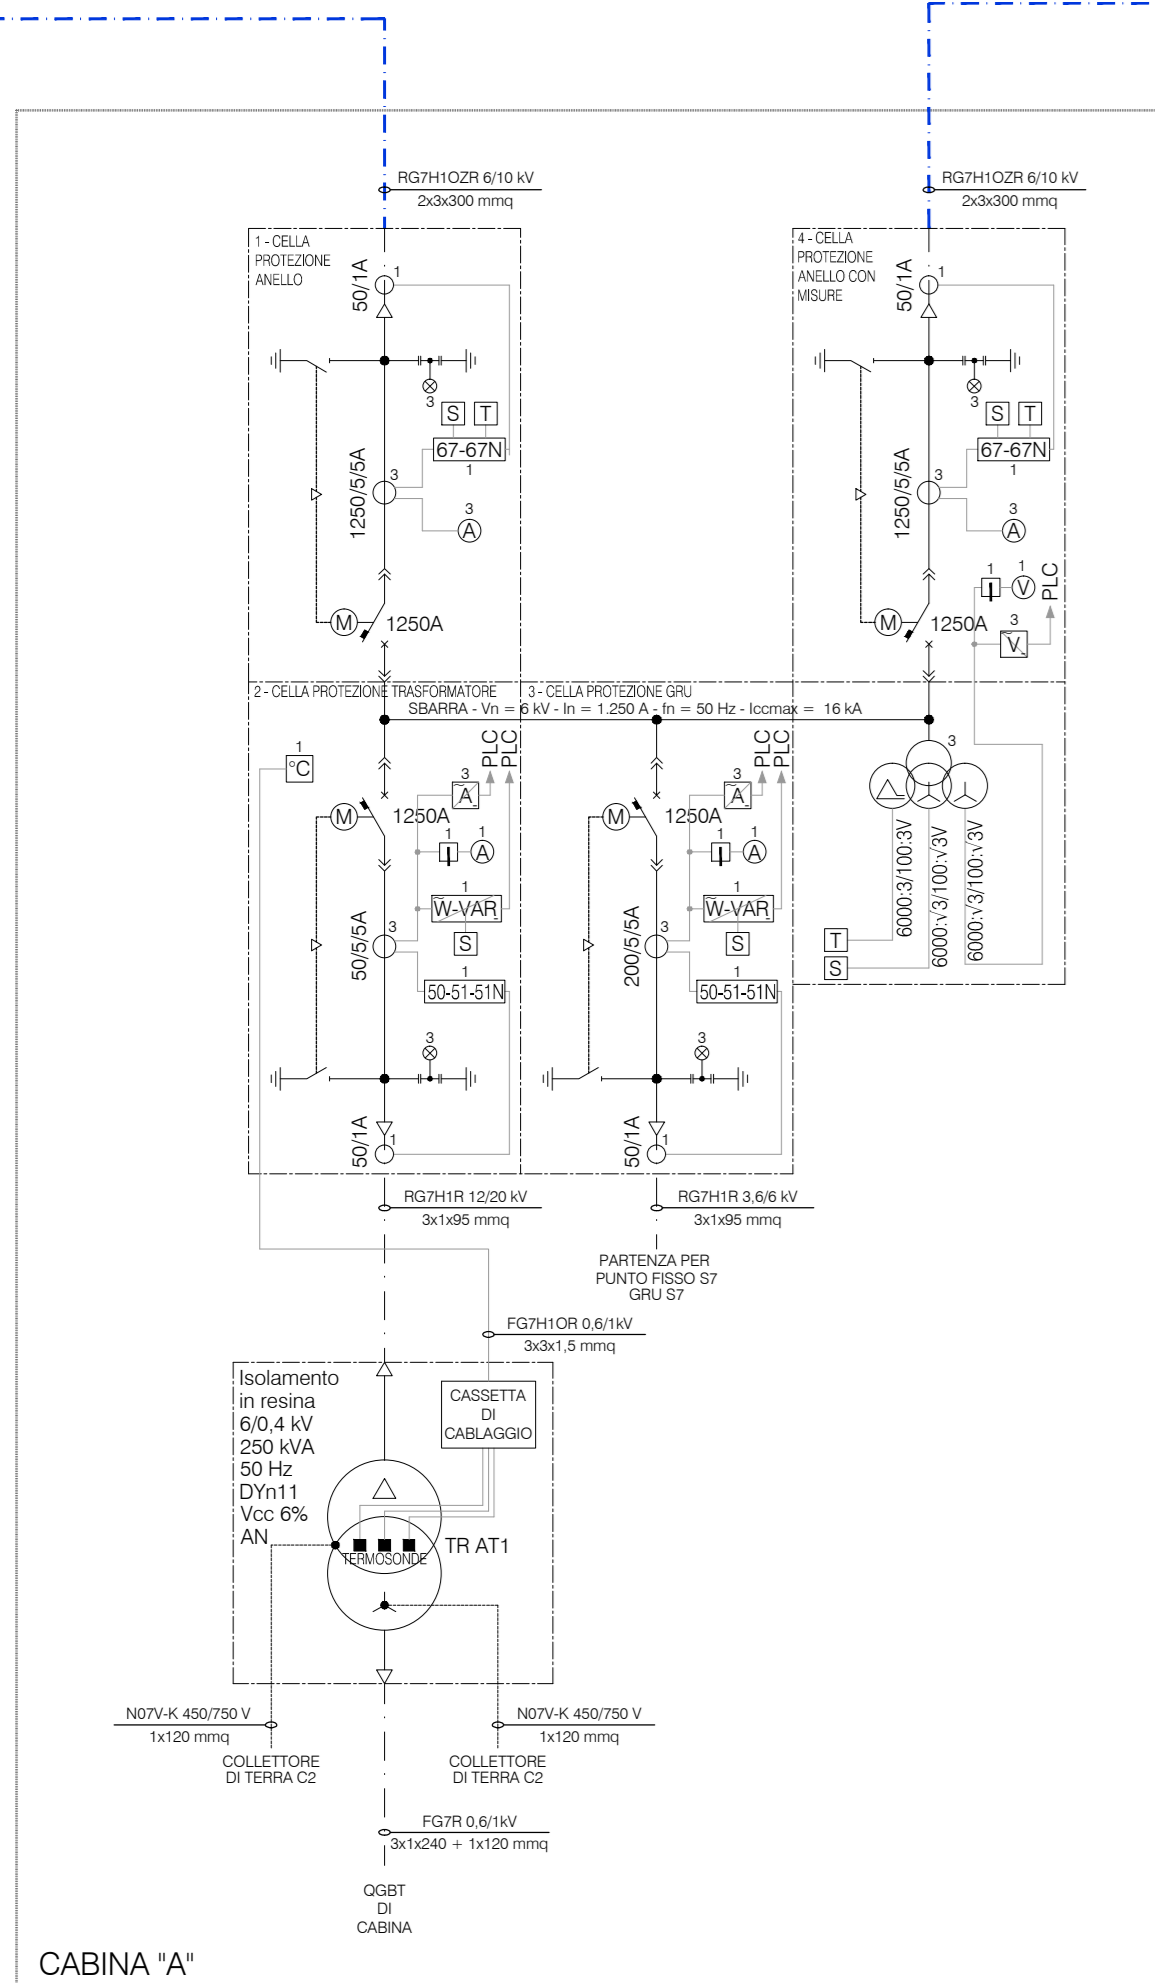 RG7H1OZR 6/10 kV
2x3x300 mmq
RG7H1OZR 6/10 kV
2x3x300 mmq
1 - CELLA
PROTEZIONE
ANELLO
50/1A
1
3
S
T
67-67N
1
1250/5/5A
3
3
A
M
1250A
4 - CELLA
PROTEZIONE
ANELLO CON
MISURE
50/1A
1
3
S
T
67-67N
1
1250/5/5A
3
3
A
1
1
V
PLC
M
1250A
3
V
2 - CELLA PROTEZIONE TRASFORMATORE
3 - CELLA PROTEZIONE GRU
SBARRA - Vn = 6 kV - In = 1.250 A - fn = 50 Hz - Iccmax = 16 kA
1
°C
PLC
PLC
3
A
M
1250A
1
1
A
1
W-VAR
S
50/5/5A
3
1
50-51-51N
3
50/1A
1
PLC
PLC
3
A
M
1250A
1
1
A
1
W-VAR
S
200/5/5A
3
1
50-51-51N
3
50/1A
1
3
6000:3/100:3V
6000:√3/100:√3V
6000:√3/100:√3V
T
S
RG7H1R 12/20 kV
3x1x95 mmq
RG7H1R 3,6/6 kV
3x1x95 mmq
PARTENZA PER
PUNTO FISSO S7
GRU S7
FG7H1OR 0,6/1kV
3x3x1,5 mmq
Isolamento
in resina
6/0,4 kV
250 kVA
50 Hz
DYn11
Vcc 6%
AN
CASSETTA
DI
CABLAGGIO
TERMOSONDE
TR AT1
N07V-K 450/750 V
1x120 mmq
COLLETTORE
DI TERRA C2
N07V-K 450/750 V
1x120 mmq
COLLETTORE
DI TERRA C2
FG7R 0,6/1kV
3x1x240 + 1x120 mmq
QGBT
DI
CABINA
CABINA "A"